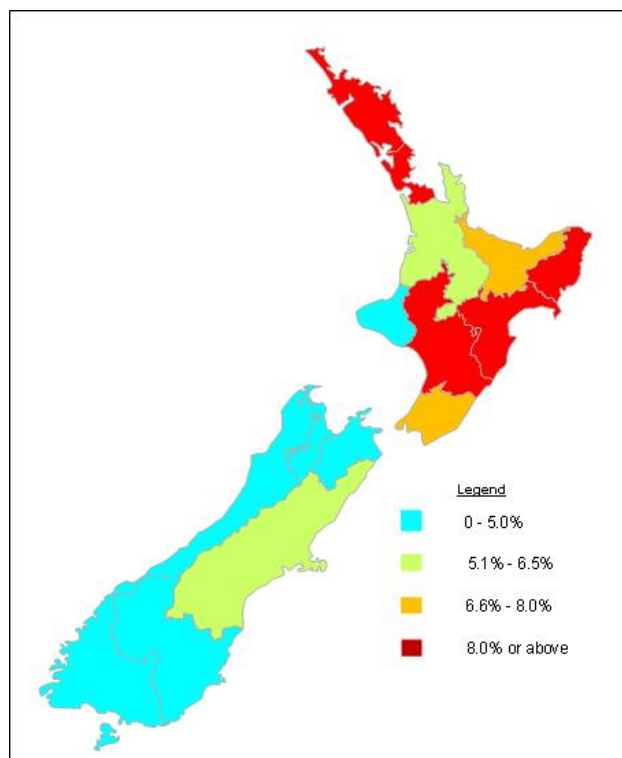 Legend
0 - 5.0%
5.1% - 6.5%
6.6% - 8.0%
8.0% or above